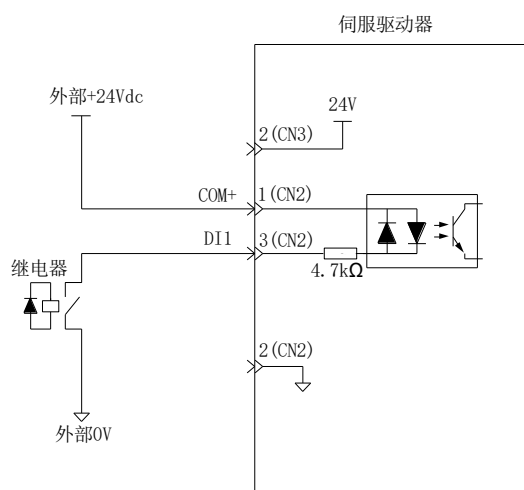 伺服驱动器
外部+24Vdc
24V
2(CN3)
COM+
1(CN2)
DI1
3(CN2)
4.7kΩ
继电器
2(CN2)
外部0V